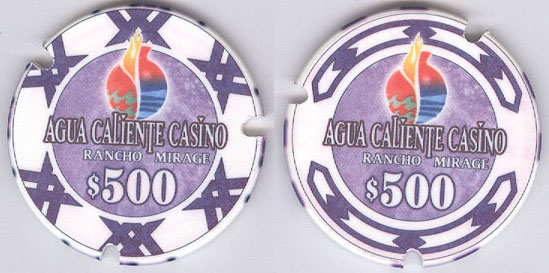 AGUA CALiENTE CASiNO
RANCHO MIRAGE
$500
AGUA CALiENTE CASiNO
RANCHO MIRAGE
$500